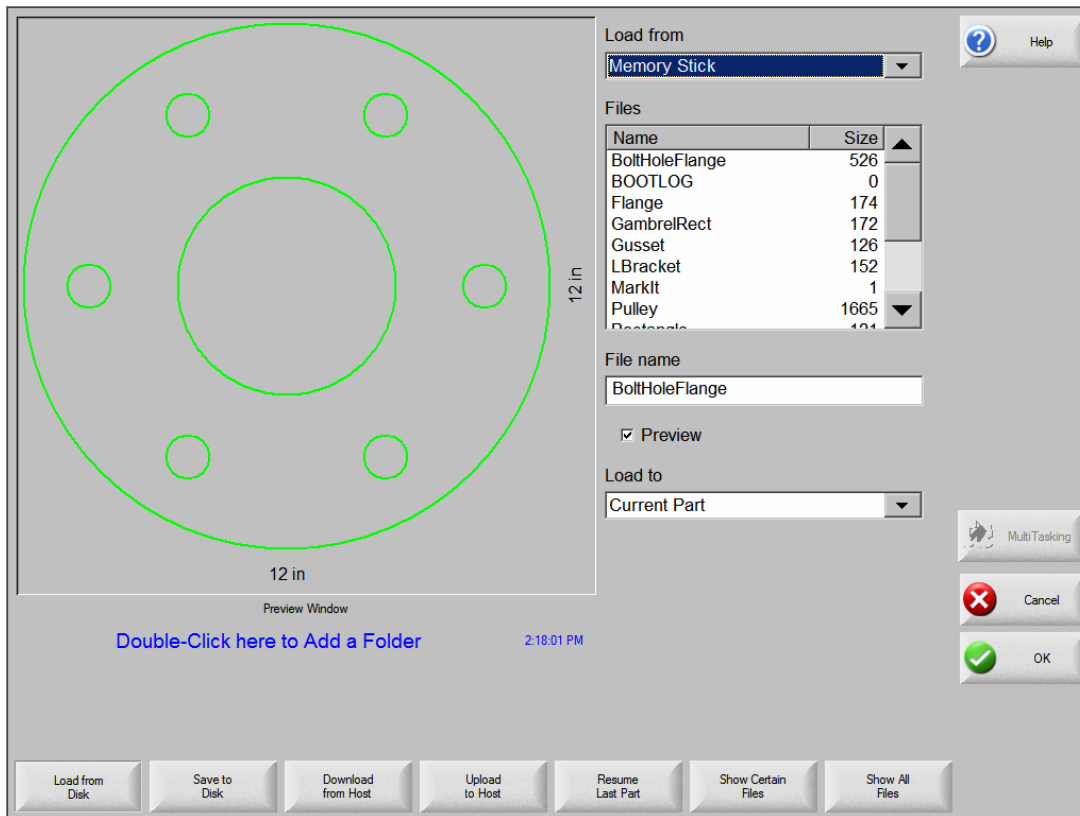 Load from
Memory Stick
Help
Files
Name Size
BoltHoleFlange 526
BOOTLOG 0
Flange 174
GambrelRect 172
Gusset 126
LBracket 152
MarkIt 1
Pulley 1665
Rectangle 121
12 in
File name
BoltHoleFlange
Preview
Load to
Current Part
12 in
MultiTasking
Cancel
OK
Preview Window
Double-Click here to Add a Folder 2:18:01 PM
Load from
Disk
Save to
Disk
Download
from Host
Upload
to Host
Resume
Last Part
Show Certain
Files
Show All
Files